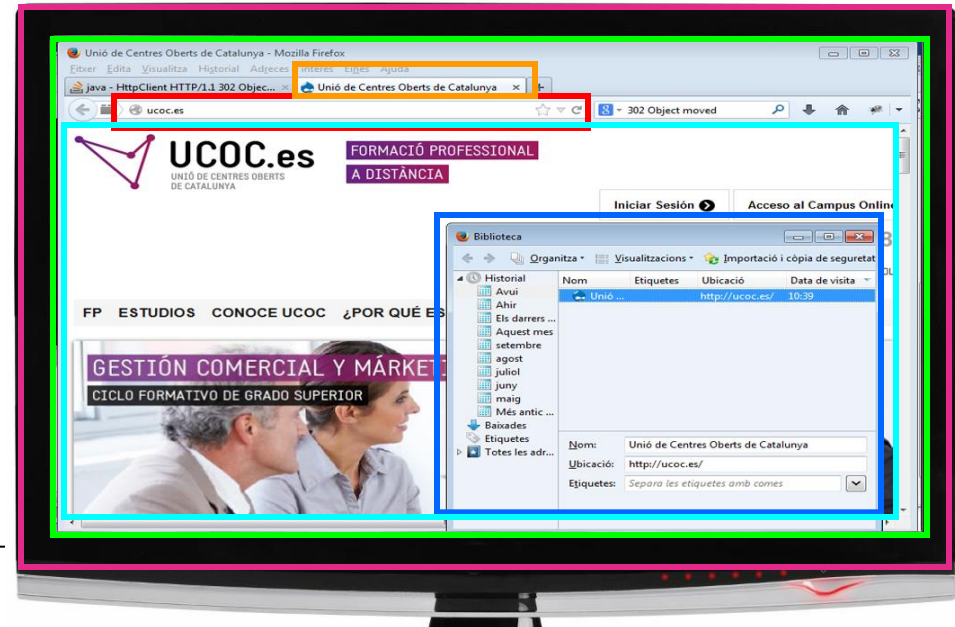 Unió de Centres Oberts de Catalunya - Mozilla Firefox
Fitxer Edita Visualitza Historial Adreces interès Eines Ajuda
java - HttpClient HTTP/1.1 302 Objec... × Unió de Centres Oberts de Catalunya × +
ucoc.es 8 302 Object moved
UCOC.es
UNIÓ DE CENTRES OBERTS
DE CATALUNYA
FORMACIÓ PROFESSIONAL
A DISTÀNCIA
Iniciar Sesión Acceso al Campus Online
FP ESTUDIOS CONOCE UCOC ¿POR QUÉ ES
GESTIÓN COMERCIAL Y MÁRKETI
CICLO FORMATIVO DE GRADO SUPERIOR
Biblioteca
Organitza Visualitzacions Importació i còpia de seguretat
Historial
Avui
Ahir
Els darrers ...
Aquest mes
setembre
agost
juliol
juny
maig
Més antic ...
Baixades
Etiquetes
Totes les adr...
Nom Etiquetes Ubicació Data de visita
Unió ... http://ucoc.es/ 10:39
Nom: Unió de Centres Oberts de Catalunya
Ubicació: http://ucoc.es/
Etiquetes: Separa les etiquetes amb comes